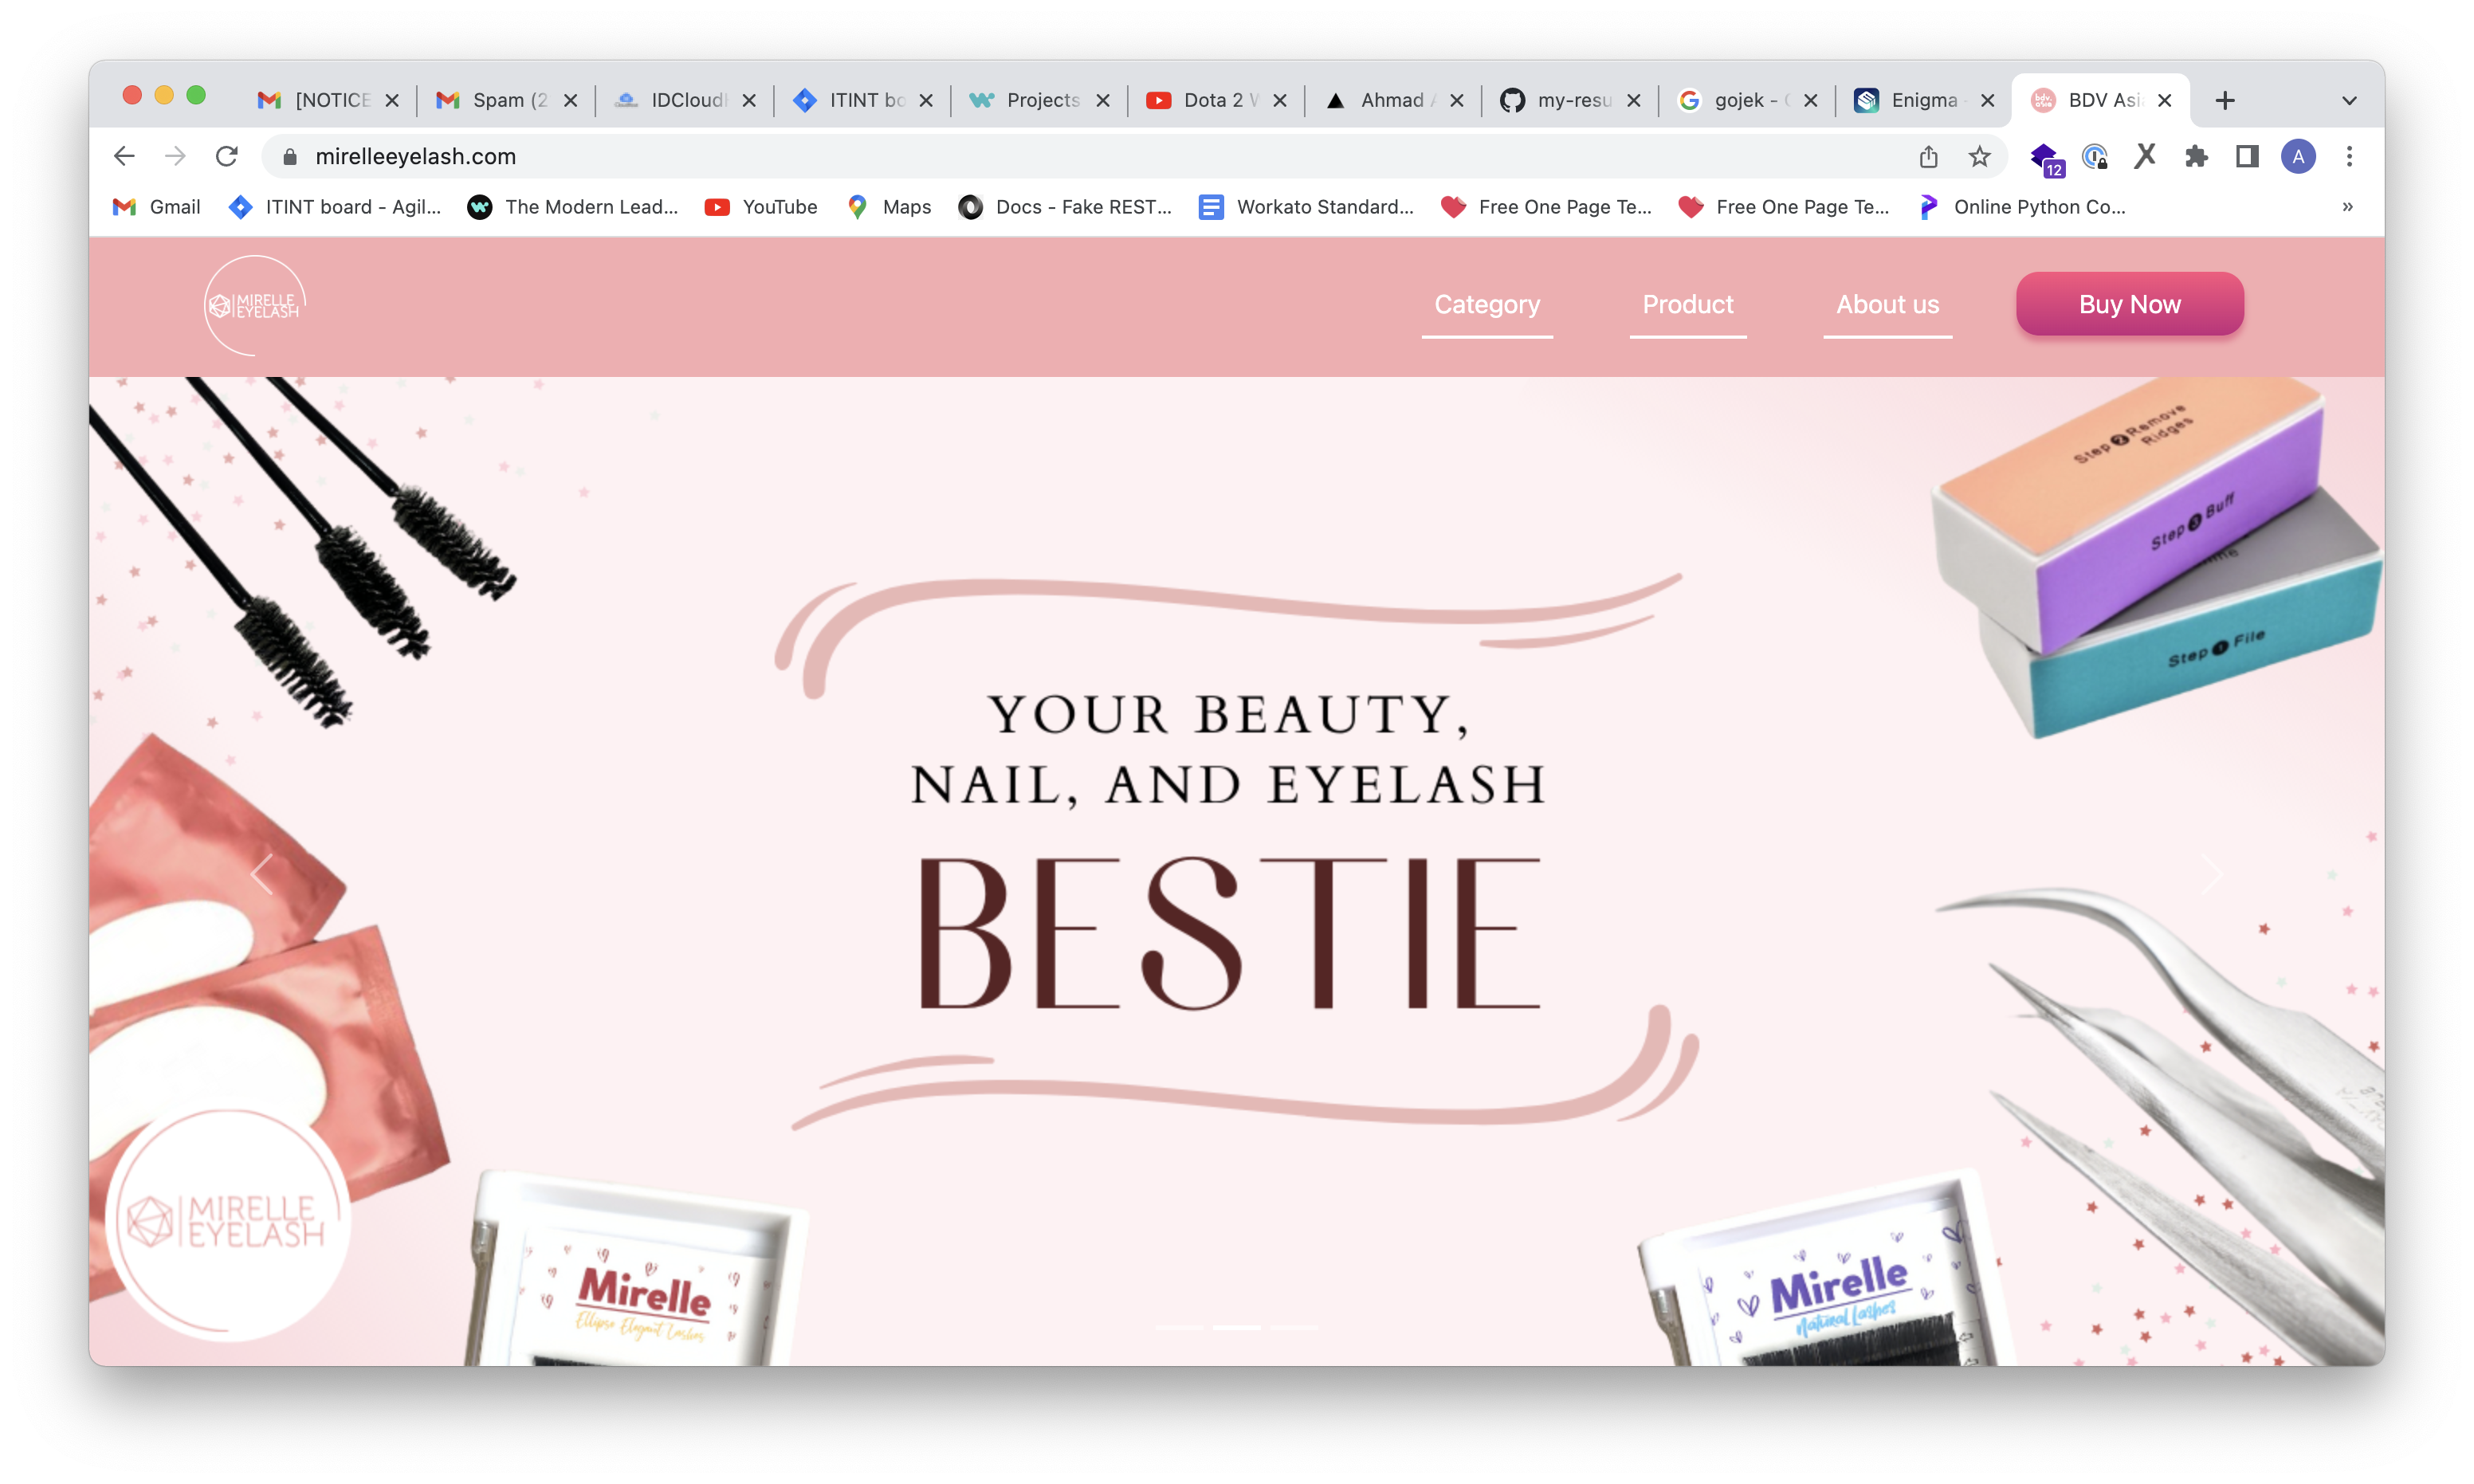 [NOTICE
Spam (2
IDCloud
ITINT bo
Projects
Dota 2 W
Ahmad A
my-resu
gojek -
Enigma
BDV Asi
mirelleeyelash.com
12
A
Gmail
ITINT board - Agil...
The Modern Lead...
YouTube
Maps
Docs - Fake REST...
Workato Standard...
Free One Page Te...
Free One Page Te...
Online Python Co...
»
MIRELLE
EYELASH
Category
Product
About us
Buy Now
Step 2 Remove
Ridges
Step 3 Buff
Step 1 File
YOUR BEAUTY,
NAIL, AND EYELASH
BESTIE
MIRELLE
EYELASH
Mirelle
Ellipse Elegant Lashes
Mirelle
Natural Lashes